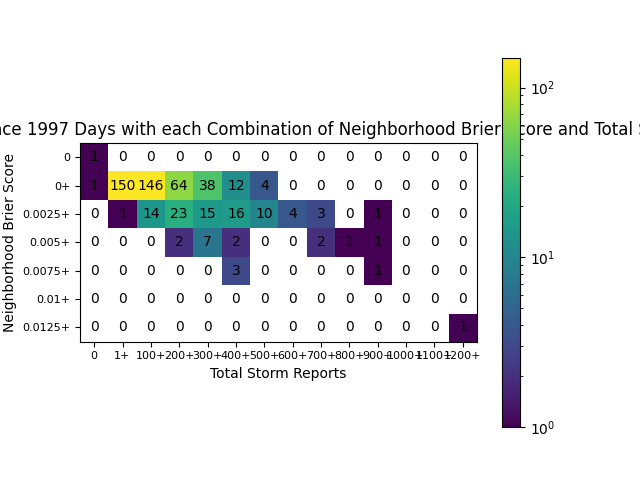 ce 1997 Days with each Combination of Neighborhood Brier Score and Total
Neighborhood Brier Score
0 1 0 0 0 0 0 0 0 0 0 0 0 0 0
0+ 1 150 146 64 38 12 4 0 0 0 0 0 0 0
0.0025+ 0 1 14 23 15 16 10 4 3 0 1 0 0 0
0.005+ 0 0 0 2 7 2 0 0 2 1 1 0 0 0
0.0075+ 0 0 0 0 0 3 0 0 0 0 1 0 0 0
0.01+ 0 0 0 0 0 0 0 0 0 0 0 0 0 0
0.0125+ 0 0 0 0 0 0 0 0 0 0 0 0 0 1
0 1+ 100+ 200+ 300+ 400+ 500+ 600+ 700+ 800+ 900+ 1000+ 1100+ 1200+
Total Storm Reports
10²
10¹
10⁰